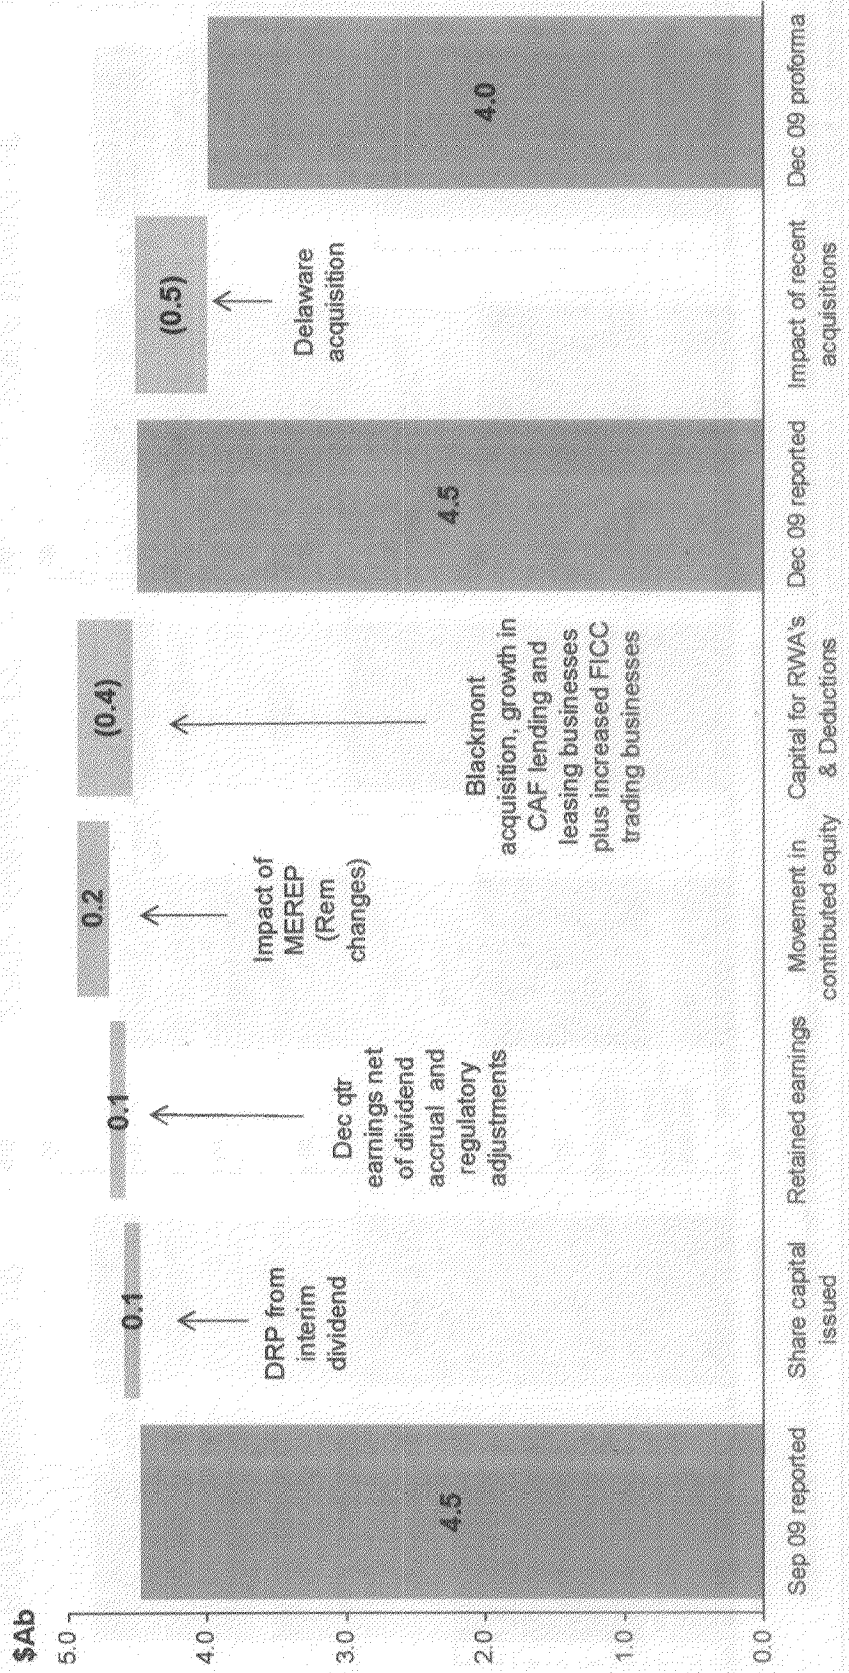 $Ab
5.0
4.0
3.0
2.0
1.0
0.0
4.5
0.1
DRP from
interim
dividend
0.1
Dec qtr
earnings net
of dividend
accrual and
regulatory
adjustments
0.2
Impact of
MEREP
(Rem
changes)
(0.4)
Blackmont
acquisition, growth in
CAF lending and
leasing businesses
plus increased FICC
trading businesses
4.5
(0.5)
Delaware
acquisition
4.0
Sep 09 reported
Share capital
issued
Retained earnings
Movement in
contributed equity
Capital for RWA's
& Deductions
Dec 09 reported
Impact of recent
acquisitions
Dec 09 proforma